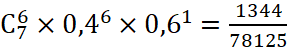 C₇⁶ × 0,4⁶ × 0,6¹ = 1344/78125